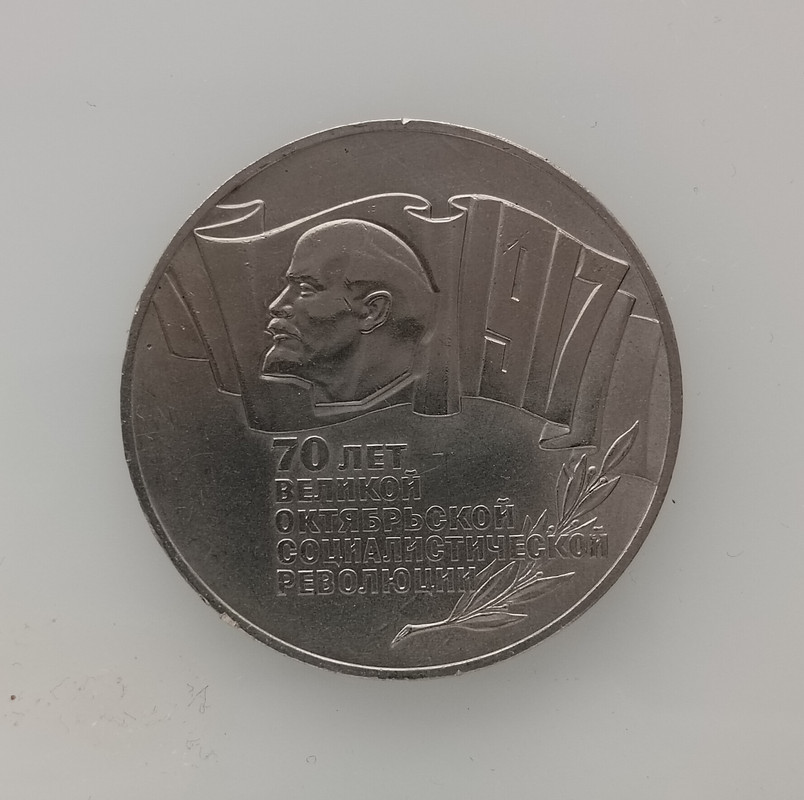 1917
70 ЛЕТ
ВЕЛИКОЙ
ОКТЯБРЬСКОЙ
СОЦИАЛИСТИЧЕСКОЙ
РЕВОЛЮЦИИ